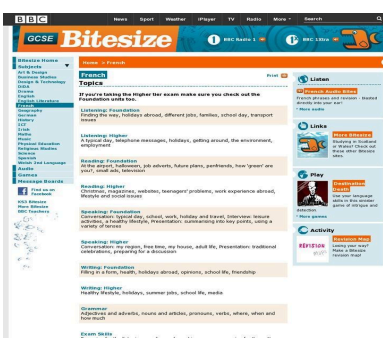 BBC
News Sport Weather iPlayer TV Radio More Search
GCSE Bitesize
BBC Radio 1
BBC 1Xtra
Bitesize Home
Subjects
Art & Design
Business Studies
Design & Technology
DiDA
Drama
English
English Literature
French
Geography
German
History
ICT
Irish
Maths
Music
Physical Education
Religious Studies
Science
Spanish
Welsh 2nd Language
Audio
Games
Message Boards
Find us on
Facebook
KS3 Bitesize
More Bitesize
BBC Teachers
Home > French
French
Print
Topics
If you're taking the Higher tier exam make sure you check out the
Foundation units too.
Listening: Foundation
Finding the way, holidays abroad, different jobs, families, school day, transport
issues
Listening: Higher
A typical day, telephone messages, holidays, getting around, the environment,
employment
Reading: Foundation
At the airport, halloween, job adverts, future plans, penfriends, how 'green' are
you?, small ads, television
Reading: Higher
Christmas, magazines, websites, teenagers' problems, work experience abroad,
lifestyle and social issues
Speaking: Foundation
Conversation: typical day, school, work, holiday and travel, Interview: leisure
activities, a healthy lifestyle, Presentation: summarising into key points, using a
variety of tenses
Speaking: Higher
Conversation: my region, free time, my house, adult life, Presentation: traditional
celebrations, preparing for a discussion
Writing: Foundation
Filling in a form, health, holidays abroad, opinions, school life, friendship
Writing: Higher
Healthy lifestyle, holidays, summer jobs, school life, media
Grammar
Adjectives and adverbs, nouns and articles, pronouns, verbs, where, when and
how much
Exam Skills
Listen
French Audio Bites
French phrases and revision - blasted
directly into your ear!
More audio
Links
More Bitesize
Studying in Scotland
or Wales? Check out
these other Bitesize
sites.
Play
Destination
Death
Use your language
skills in this sinister
game of intrigue and
detection
More games
Activity
REVISION
Revision Map
Losing your way?
Make a Bitesize
revision map!